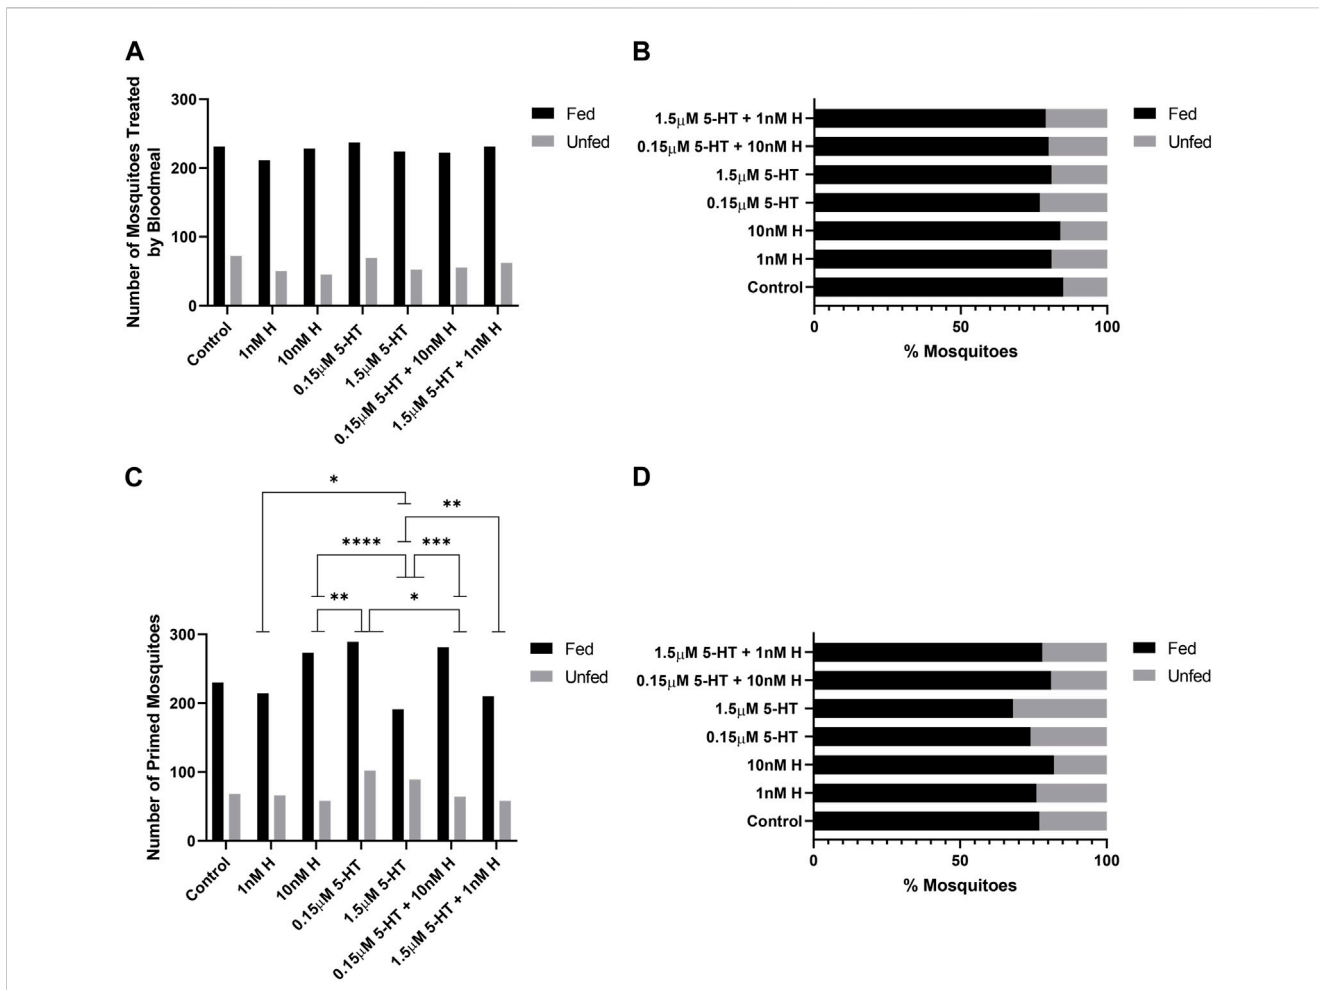 A
Number of Mosquitoes Treated
by Bloodmeal
300
200
100
0
Control
1nM H
10nM H
0.15μM 5-HT
1.5μM 5-HT
0.15μM 5-HT + 10nM H
1.5μM 5-HT + 1nM H
Fed
Unfed
B
1.5μM 5-HT + 1nM H
0.15μM 5-HT + 10nM H
1.5μM 5-HT
0.15μM 5-HT
10nM H
1nM H
Control
0
50
100
% Mosquitoes
Fed
Unfed
C
*
**
****
***
**
*
Number of Primed Mosquitoes
300
200
100
0
Control
1nM H
10nM H
0.15μM 5-HT
1.5μM 5-HT
0.15μM 5-HT + 10nM H
1.5μM 5-HT + 1nM H
Fed
Unfed
D
1.5μM 5-HT + 1nM H
0.15μM 5-HT + 10nM H
1.5μM 5-HT
0.15μM 5-HT
10nM H
1nM H
Control
0
50
100
% Mosquitoes
Fed
Unfed